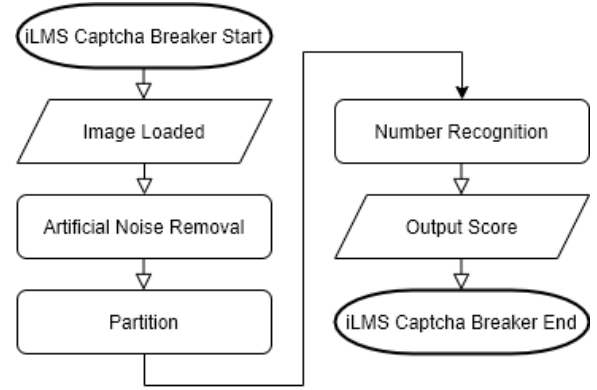 iLMS Captcha Breaker Start
Image Loaded
Artificial Noise Removal
Partition
Number Recognition
Output Score
iLMS Captcha Breaker End